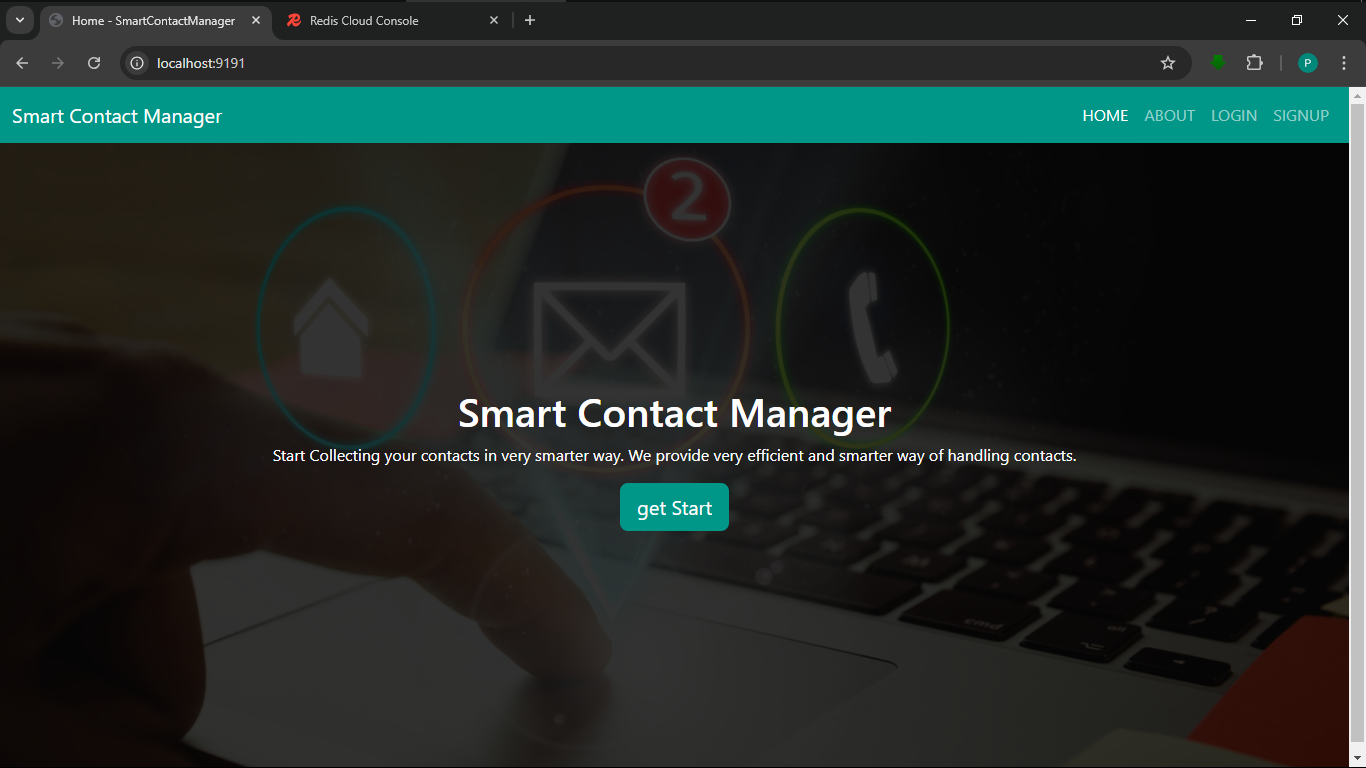 Home - SmartContactManager
Redis Cloud Console
localhost:9191
P
Smart Contact Manager
HOME ABOUT LOGIN SIGNUP
2
Smart Contact Manager
Start Collecting your contacts in very smarter way. We provide very efficient and smarter way of handling contacts.
get Start
cmd
alt